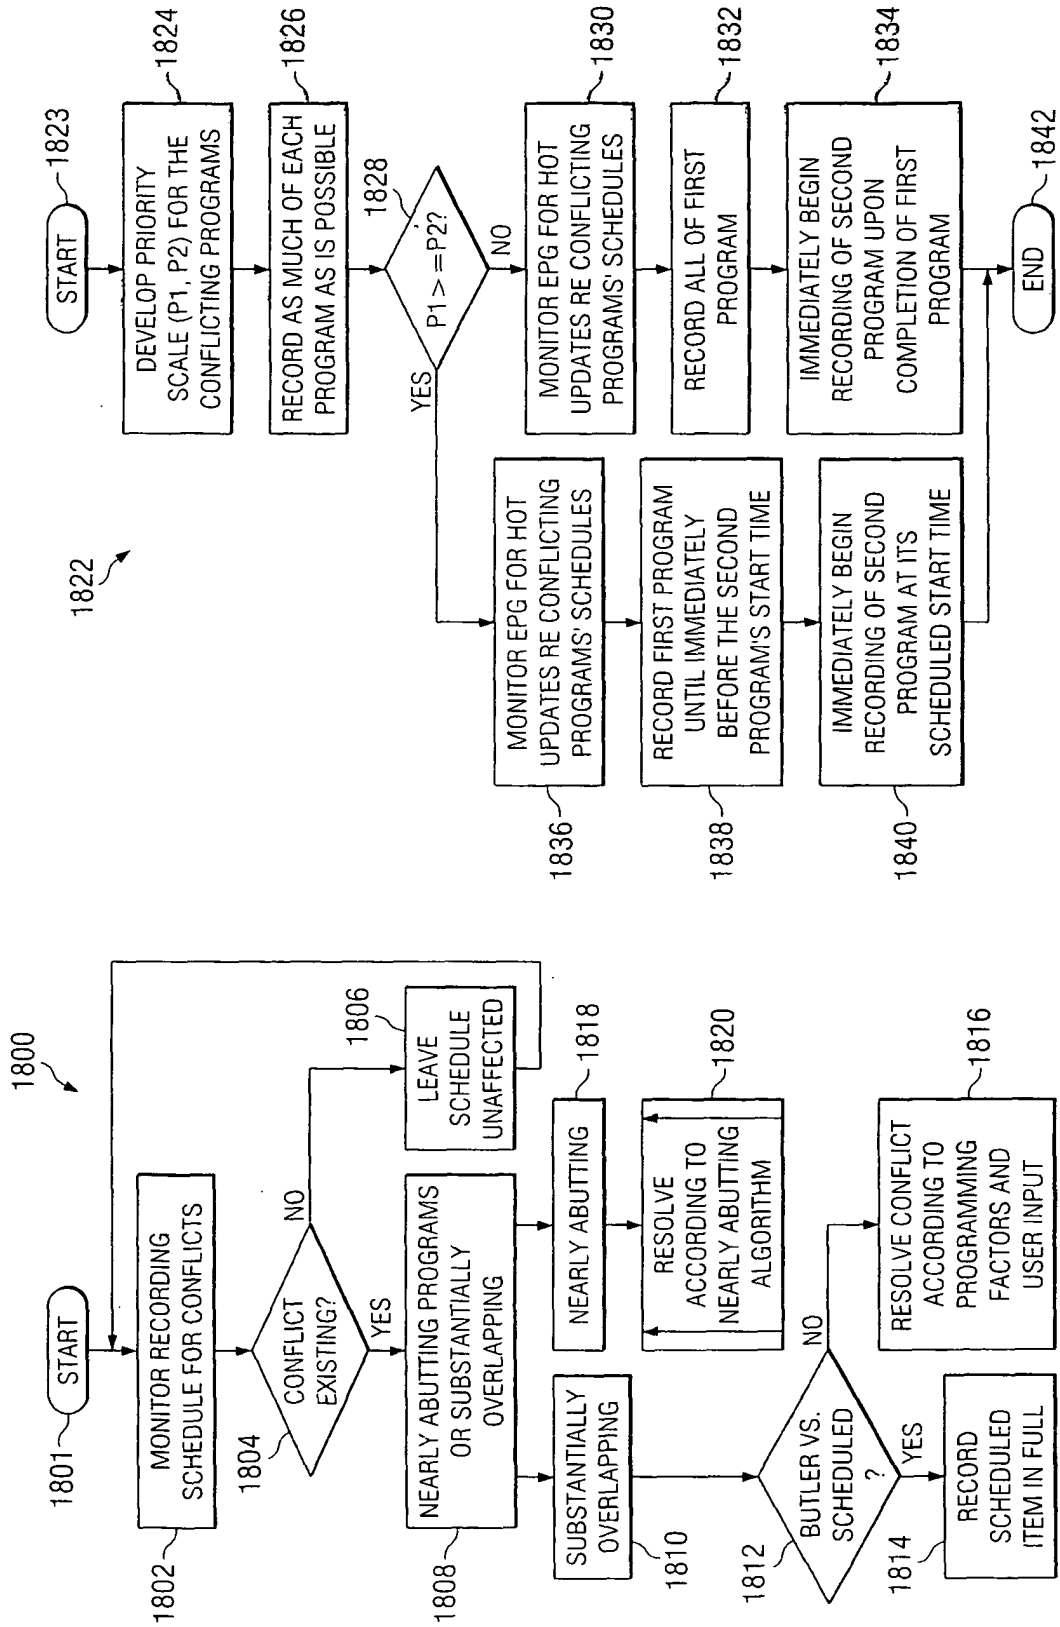 1800
START
1801
MONITOR RECORDING
SCHEDULE FOR CONFLICTS
1802
CONFLICT
EXISTING?
1804
NO
YES
LEAVE
SCHEDULE
UNAFFECTED
1806
NEARLY ABUTTING PROGRAMS
OR SUBSTANTIALLY
OVERLAPPING
1808
SUBSTANTIALLY
OVERLAPPING
1810
NEARLY ABUTTING
1818
RESOLVE
ACCORDING TO
NEARLY ABUTTING
ALGORITHM
1820
BUTLER VS.
SCHEDULED
?
1812
NO
YES
RECORD
SCHEDULED
ITEM IN FULL
1814
RESOLVE CONFLICT
ACCORDING TO
PROGRAMMING
FACTORS AND
USER INPUT
1816
1822
START
1823
DEVELOP PRIORITY
SCALE (P1, P2) FOR THE
CONFLICTING PROGRAMS
1824
RECORD AS MUCH OF EACH
PROGRAM AS IS POSSIBLE
1826
P1 > = P2?
1828
YES
NO
MONITOR EPG FOR HOT
UPDATES RE CONFLICTING
PROGRAMS' SCHEDULES
1830
RECORD ALL OF FIRST
PROGRAM
1832
IMMEDIATELY BEGIN
RECORDING OF SECOND
PROGRAM UPON
COMPLETION OF FIRST
PROGRAM
1834
MONITOR EPG FOR HOT
UPDATES RE CONFLICTING
PROGRAMS' SCHEDULES
1836
RECORD FIRST PROGRAM
UNTIL IMMEDIATELY
BEFORE THE SECOND
PROGRAM'S START TIME
1838
IMMEDIATELY BEGIN
RECORDING OF SECOND
PROGRAM AT ITS
SCHEDULED START TIME
1840
END
1842